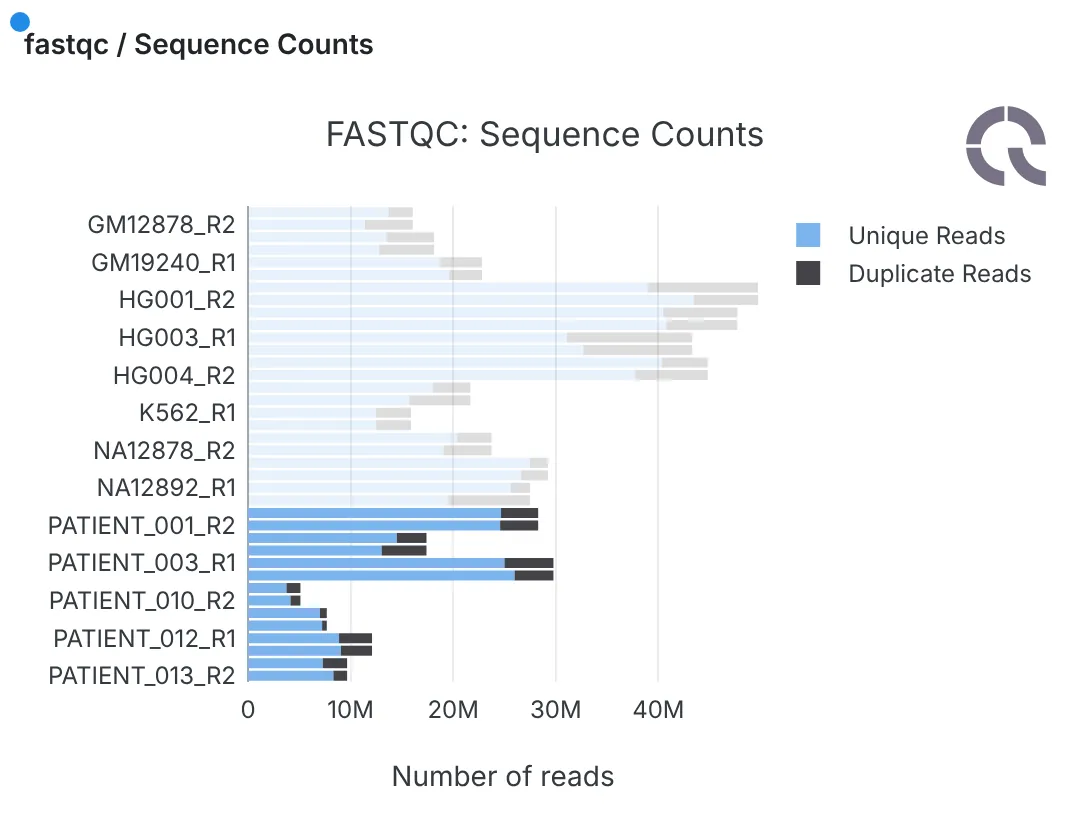 fastqc / Sequence Counts
FASTQC: Sequence Counts
GM12878_R2
GM19240_R1
HG001_R2
HG003_R1
HG004_R2
K562_R1
NA12878_R2
NA12892_R1
PATIENT_001_R2
PATIENT_003_R1
PATIENT_010_R2
PATIENT_012_R1
PATIENT_013_R2
0 10M 20M 30M 40M
Number of reads
Unique Reads
Duplicate Reads